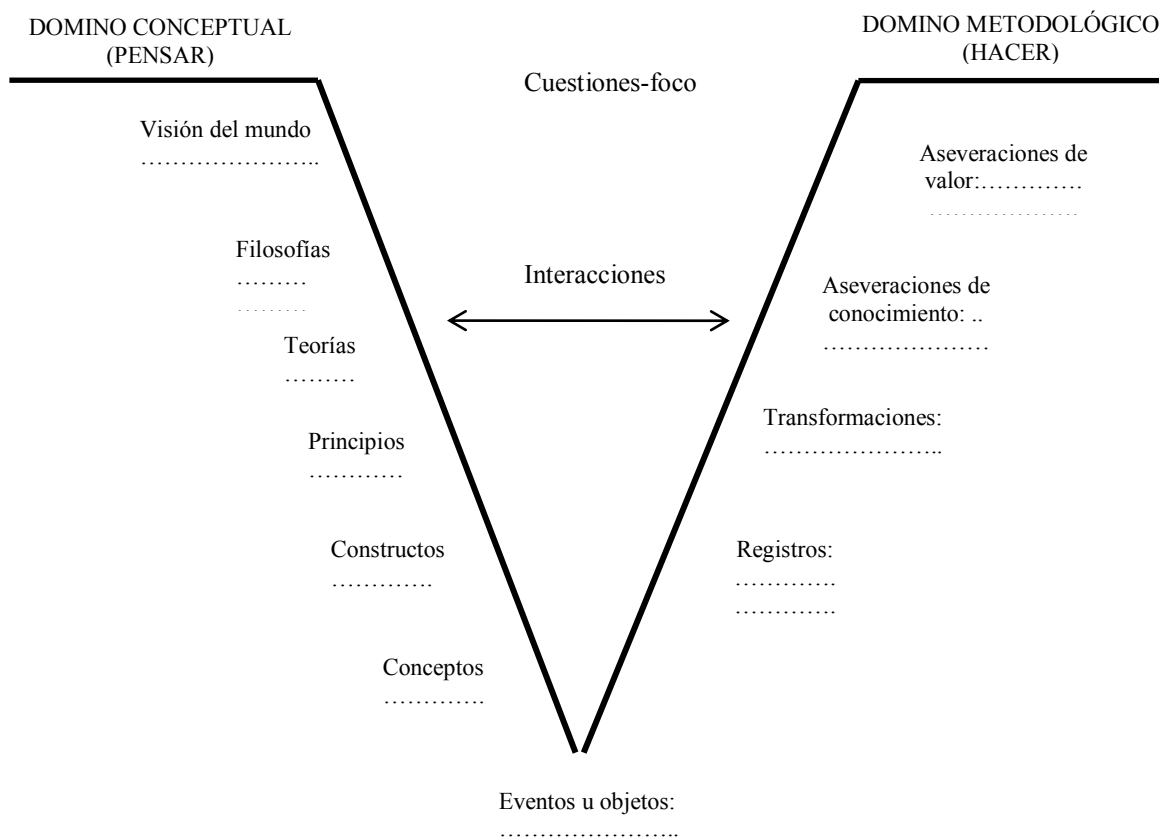 DOMINO CONCEPTUAL
(PENSAR)
DOMINO METODOLÓGICO
(HACER)
Cuestiones-foco
Visión del mundo
…………………..
Filosofías
………
………
Teorías
………
Principios
…………
Constructos
………….
Conceptos
………….
Interacciones
Aseveraciones de
valor:………….
……………….
Aseveraciones de
conocimiento: ..
…………………
Transformaciones:
…………………..
Registros:
………….
………….
Eventos u objetos:
…………………..